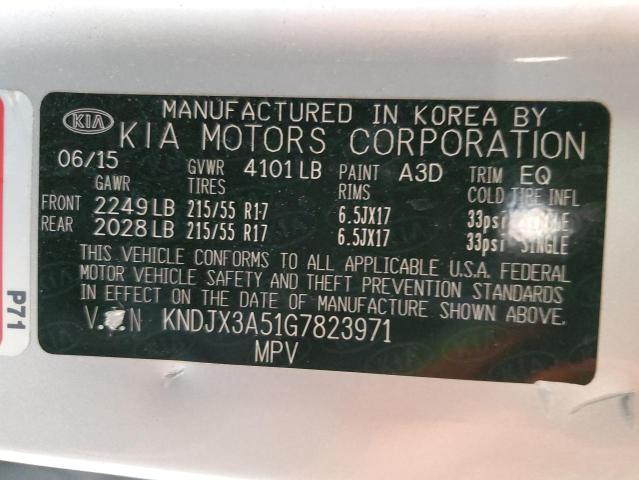 KIA MANUFACTURED IN KOREA BY
KIA MOTORS CORPORATION
06/15 GVWR 4101 LB PAINT A3D TRIM EQ
GAWR TIRES RIMS COLD TIRE INFL
FRONT 2249 LB 215/55 R17 6.5JX17 33psi SINGLE
REAR 2028 LB 215/55 R17 6.5JX17 33psi SINGLE
THIS VEHICLE CONFORMS TO ALL APPLICABLE U.S.A. FEDERAL
MOTOR VEHICLE SAFETY AND THEFT PREVENTION STANDARDS
IN EFFECT ON THE DATE OF MANUFACTURE SHOWN ABOVE.
V.I.N KNDJX3A51G7823971
MPV
P71